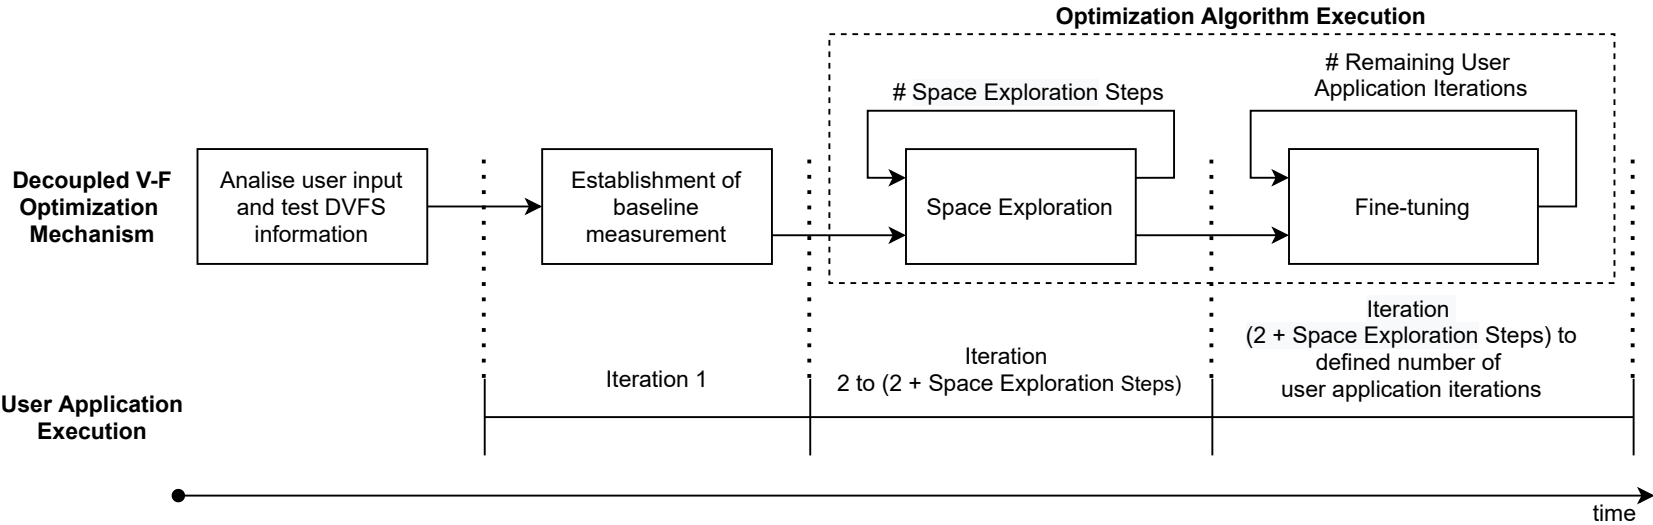 Optimization Algorithm Execution
# Space Exploration Steps
# Remaining User
Application Iterations
Decoupled V-F
Optimization
Mechanism
Analise user input
and test DVFS
information
Establishment of
baseline
measurement
Space Exploration
Fine-tuning
User Application
Execution
Iteration 1
Iteration
2 to (2 + Space Exploration Steps)
Iteration
(2 + Space Exploration Steps) to
defined number of
user application iterations
time